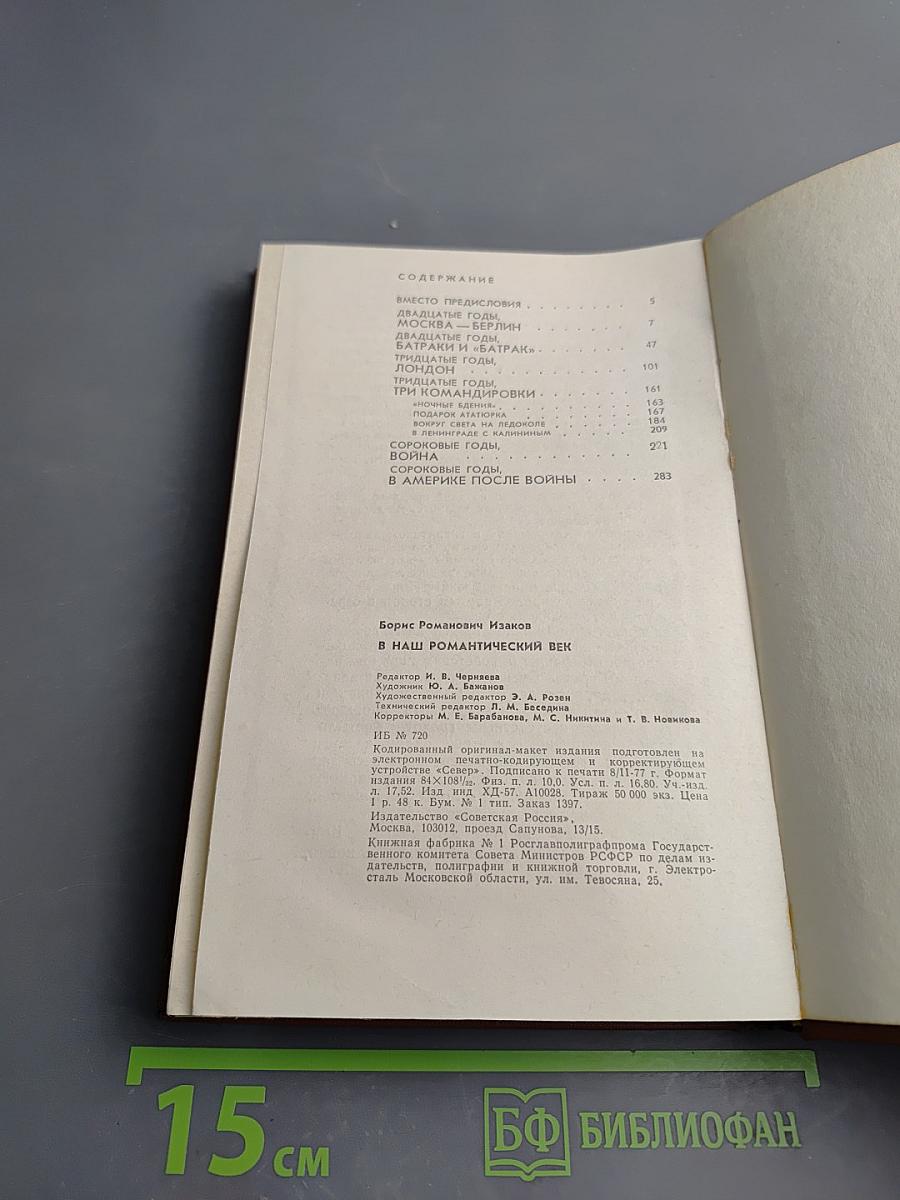 СОДЕРЖАНИЕ
ВМЕСТО ПРЕДИСЛОВИЯ . . . . . . . . 5
ДВАДЦАТЫЕ ГОДЫ,
МОСКВА — БЕРЛИН . . . . . . . 7
ДВАДЦАТЫЕ ГОДЫ,
БАТРАКИ И «БАТРАК» . . . . . . . 47
ТРИДЦАТЫЕ ГОДЫ,
ЛОНДОН . . . . . . . . . . . 101
ТРИДЦАТЫЕ ГОДЫ,
ТРИ КОМАНДИРОВКИ . . . . . . . 161
«НОЧНЫЕ БДЕНИЯ» . . . . . . . . 163
ПОДАРОК АТАТЮРКА . . . . . . . 167
ВОКРУГ СВЕТА НА ЛЕДОКОЛЕ . . . . . 184
В ЛЕНИНГРАДЕ С КАЛИНИНЫМ . . . . . 209
СОРОКОВЫЕ ГОДЫ,
ВОЙНА . . . . . . . . . . . . 221
СОРОКОВЫЕ ГОДЫ,
В АМЕРИКЕ ПОСЛЕ ВОЙНЫ . . . . 283
Борис Романович Изаков
В НАШ РОМАНТИЧЕСКИЙ ВЕК
Редактор И. В. Черняева
Художник Ю. А. Бажанов
Художественный редактор Э. А. Розен
Технический редактор Л. М. Беседина
Корректоры М. Е. Барабанова, М. С. Никитина и Т. В. Новикова
ИБ № 720
Кодированный оригинал-макет издания подготовлен на
электронном печатно-кодирующем и корректирующем
устройстве «Север». Подписано к печати 8/II-77 г. Формат
издания 84×108¹/₃₂. Физ. п. л. 10,0. Усл. п. л. 16,80. Уч.-изд.
л. 17,52. Изд. инд ХД-57. А10028. Тираж 50 000 экз. Цена
1 р. 48 к. Бум. № 1 тип. Заказ 1397.
Издательство «Советская Россия».
Москва, 103012, проезд Сапунова, 13/15.
Книжная фабрика № 1 Росглавполиграфпрома Государст-
венного комитета Совета Министров РСФСР по делам из-
дательств, полиграфии и книжной торговли, г. Электро-
сталь Московской области, ул. им. Тевосяна, 25.
15 см
БФ БИБЛИОФАН